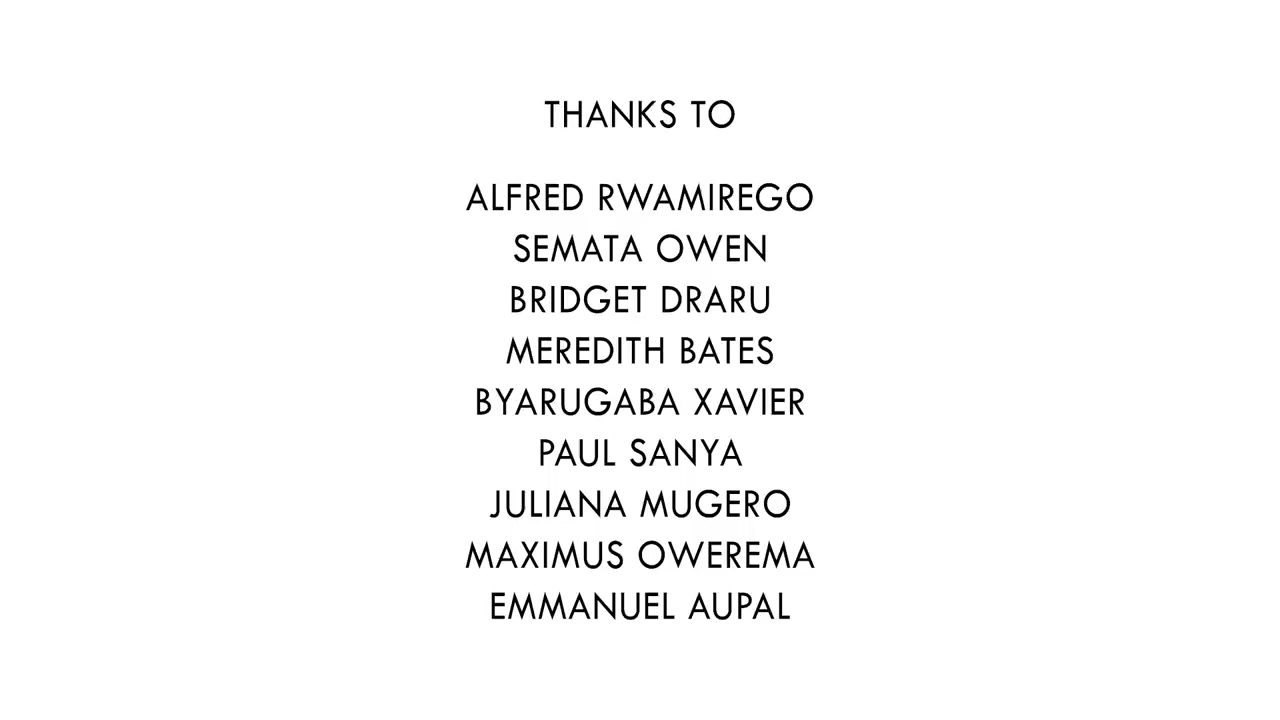 THANKS TO
ALFRED RWAMIREGO
SEMATA OWEN
BRIDGET DRARU
MEREDITH BATES
BYARUGABA XAVIER
PAUL SANYA
JULIANA MUGERO
MAXIMUS OWEREMA
EMMANUEL AUPAL